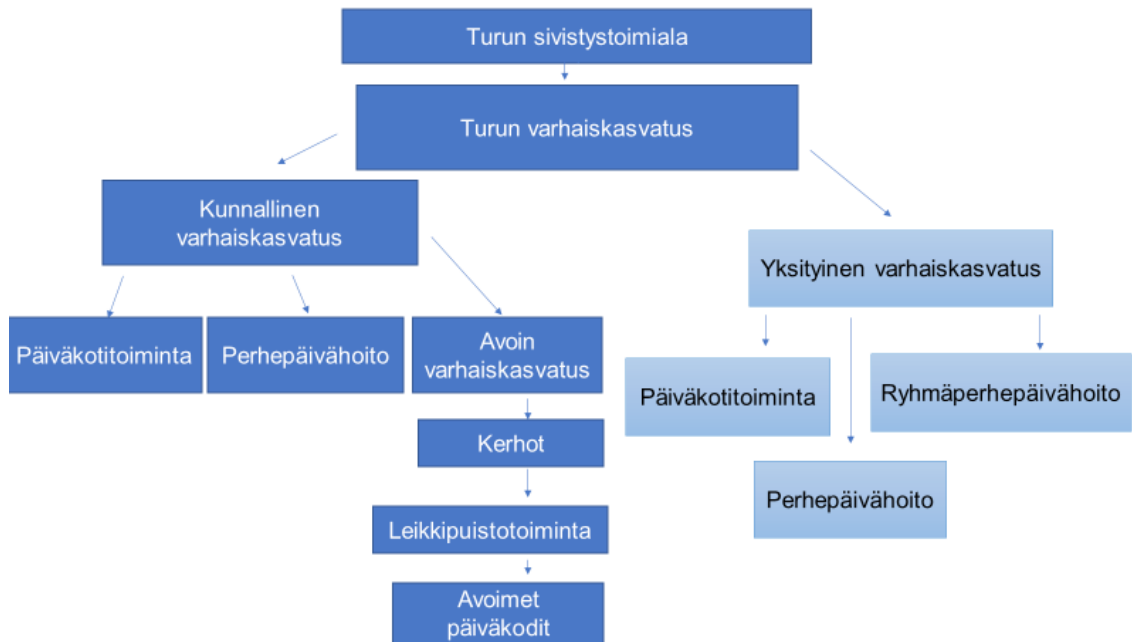 Turun sivistystoimiala
Turun varhaiskasvatus
Kunnallinen
varhaiskasvatus
Yksityinen varhaiskasvatus
Päiväkotitoiminta
Perhepäivähoito
Avoin
varhaiskasvatus
Päiväkotitoiminta
Ryhmäperhepäivähoito
Kerhot
Perhepäivähoito
Leikkipuistotoiminta
Avoimet
päiväkodit